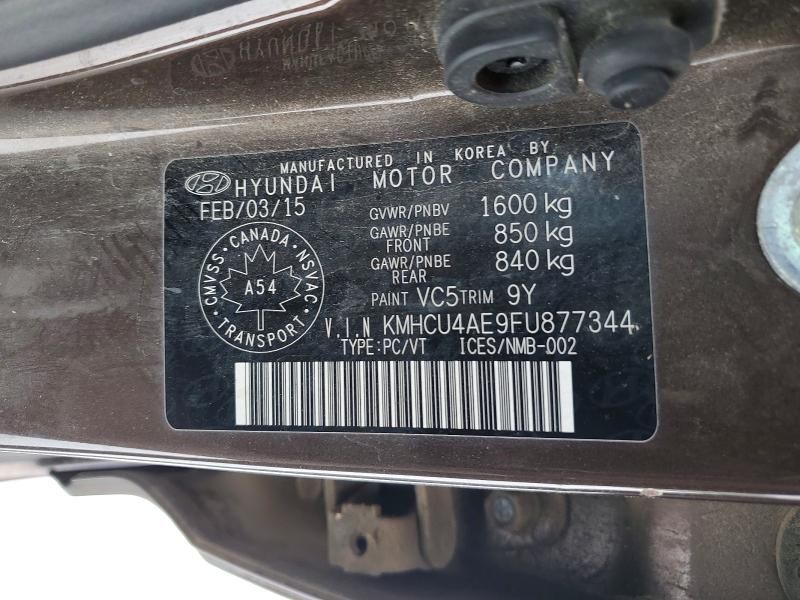 MANUFACTURED IN KOREA BY
HYUNDAI MOTOR COMPANY
FEB/03/15
GVWR/PNBV 1600 kg
GAWR/PNBE FRONT 850 kg
GAWR/PNBE REAR 840 kg
PAINT VC5 TRIM 9Y
CANADA
CMVSS NSVAC
A54
TRANSPORT
V.I.N KMHCU4AE9FU877344
TYPE:PC/VT ICES/NMB-002